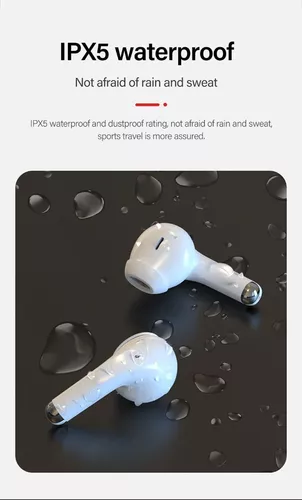 IPX5 waterproof
Not afraid of rain and sweat
IPX5 waterproof and dustproof rating, not afraid of rain and sweat,
sports travel is more assured.